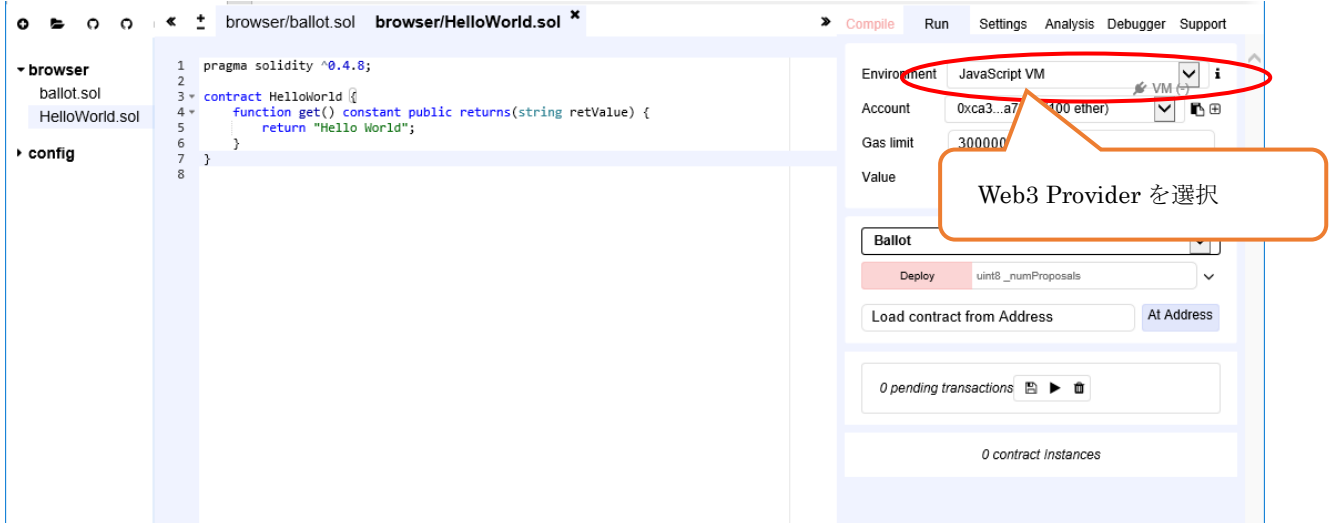 browser/ballot.sol browser/HelloWorld.sol ×
Compile Run Settings Analysis Debugger Support
browser
ballot.sol
HelloWorld.sol
config
1 pragma solidity ^0.4.8;
2
3 contract HelloWorld {
4 function get() constant public returns(string retValue) {
5 return "Hello World";
6 }
7 }
8
Environment JavaScript VM
VM (-)
Account 0xca3...a7 100 ether)
Gas limit 300000
Value
Web3 Provider を選択
Ballot
Deploy uint8 _numProposals
Load contract from Address At Address
0 pending transactions
0 contract Instances